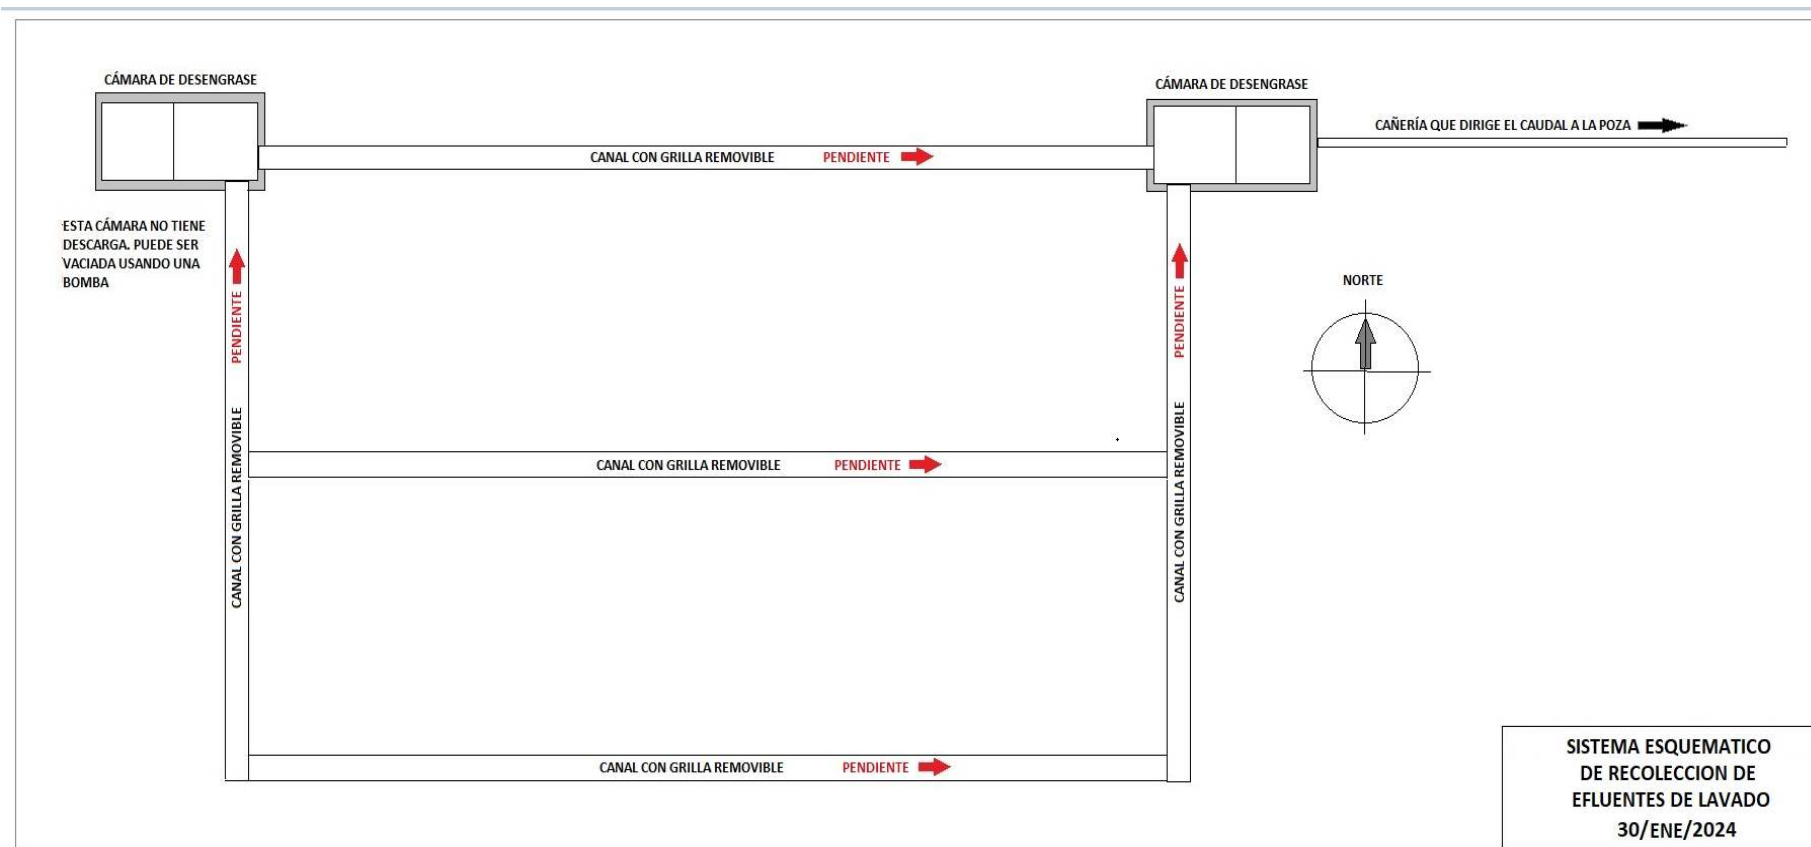 CÁMARA DE DESENGRASE
CÁMARA DE DESENGRASE
CAÑERÍA QUE DIRIGE EL CAUDAL A LA POZA
CANAL CON GRILLA REMOVIBLE PENDIENTE
ESTA CÁMARA NO TIENE
DESCARGA. PUEDE SER
VACIADA USANDO UNA
BOMBA
PENDIENTE
CANAL CON GRILLA REMOVIBLE
PENDIENTE
CANAL CON GRILLA REMOVIBLE
NORTE
CANAL CON GRILLA REMOVIBLE PENDIENTE
CANAL CON GRILLA REMOVIBLE PENDIENTE
SISTEMA ESQUEMATICO
DE RECOLECCION DE
EFLUENTES DE LAVADO
30/ENE/2024